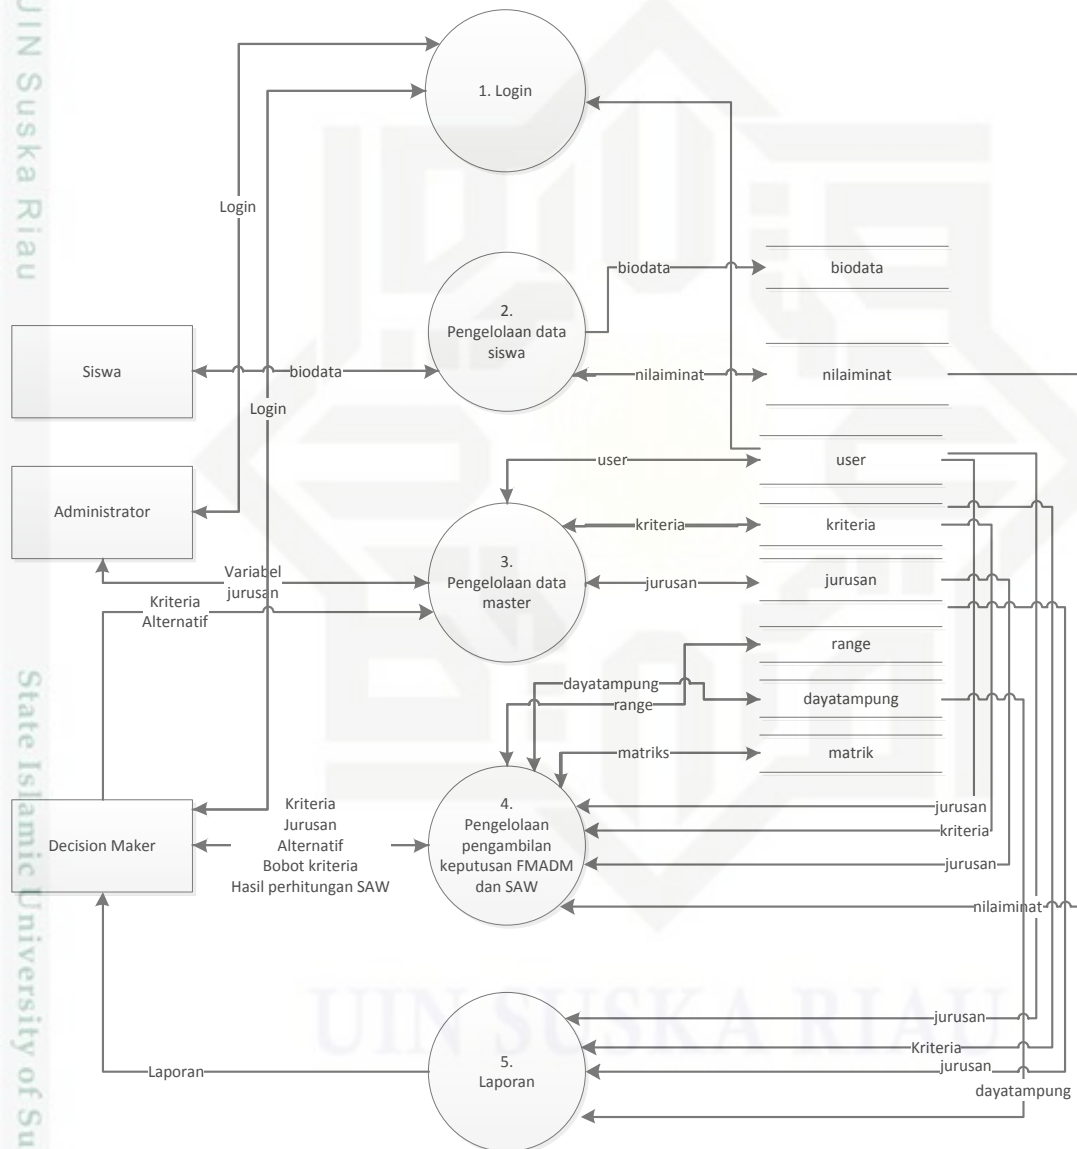 UIN Suska Riau
State Islamic University of Su
1. Login
Login
2.
Pengelolaan data
siswa
biodata
biodata
Siswa
biodata
nilaiminat
nilaiminat
Login
user
user
Administrator
kriteria
kriteria
3.
Pengelolaan data
master
Variabel
jurusan
jurusan
jurusan
Kriteria
Alternatif
range
dayatampung
range
dayatampung
matriks
matrik
Decision Maker
Kriteria
Jurusan
Alternatif
Bobot kriteria
Hasil perhitungan SAW
4.
Pengelolaan
pengambilan
keputusan FMADM
dan SAW
jurusan
kriteria
jurusan
nilaiminat
UIN SUSKA RIAU
jurusan
Kriteria
jurusan
dayatampung
5.
Laporan
Laporan